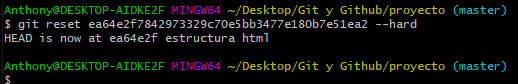 Anthony@DESKTOP-AIDKE2F MINGW64 ~/Desktop/Git y Github/proyecto (master)
$ git reset ea64e2f7842973329c70e5bb3477e180b7e51ea2 --hard
HEAD is now at ea64e2f estructura html
Anthony@DESKTOP-AIDKE2F MINGW64 ~/Desktop/Git y Github/proyecto (master)
$